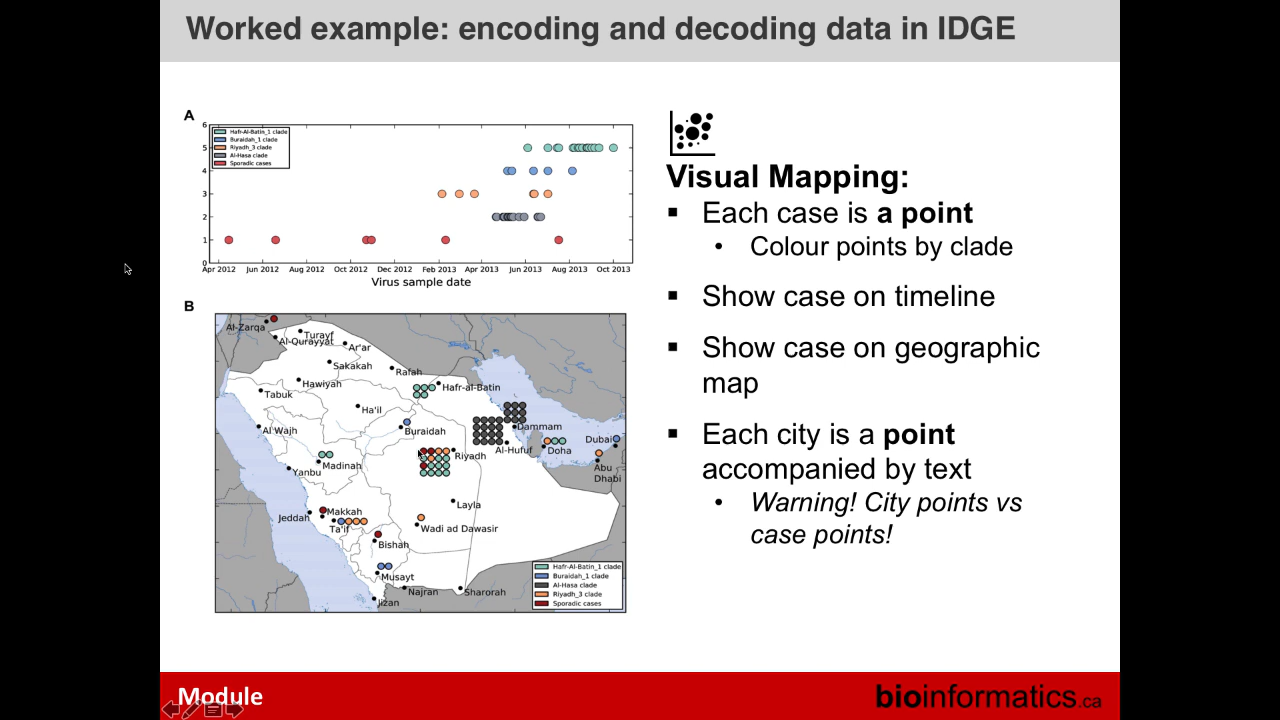 Worked example: encoding and decoding data in IDGE
A
6
5
4
3
2
1
0
Hafr-Al-Batin_1 clade
Buraidah_1 clade
Riyadh_3 clade
Al-Hasa clade
Sporadic cases
Apr 2012 Jun 2012 Aug 2012 Oct 2012 Dec 2012 Feb 2013 Apr 2013 Jun 2013 Aug 2013 Oct 2013
Virus sample date
B
Al-Zarqa
Turayf
Al-Qurayyat
Ar'ar
Sakakah
Rafah
Hawiyah
Hafr-al-Batin
Tabuk
Ha'il
Al Wajh
Buraidah
Dammam
Al-Hufuf
Doha
Dubai
Riyadh
Madinah
Yanbu
Abu
Dhabi
Layla
Makkah
Jeddah
Ta'if
Wadi ad Dawasir
Bishah
Musayt
Najran
Sharorah
Jizan
Hafr-Al-Batin_1 clade
Buraidah_1 clade
Al-Hasa clade
Riyadh_3 clade
Sporadic cases
Visual Mapping:
▪ Each case is a point
• Colour points by clade
▪ Show case on timeline
▪ Show case on geographic
map
▪ Each city is a point
accompanied by text
• Warning! City points vs
case points!
Module
bioinformatics.ca